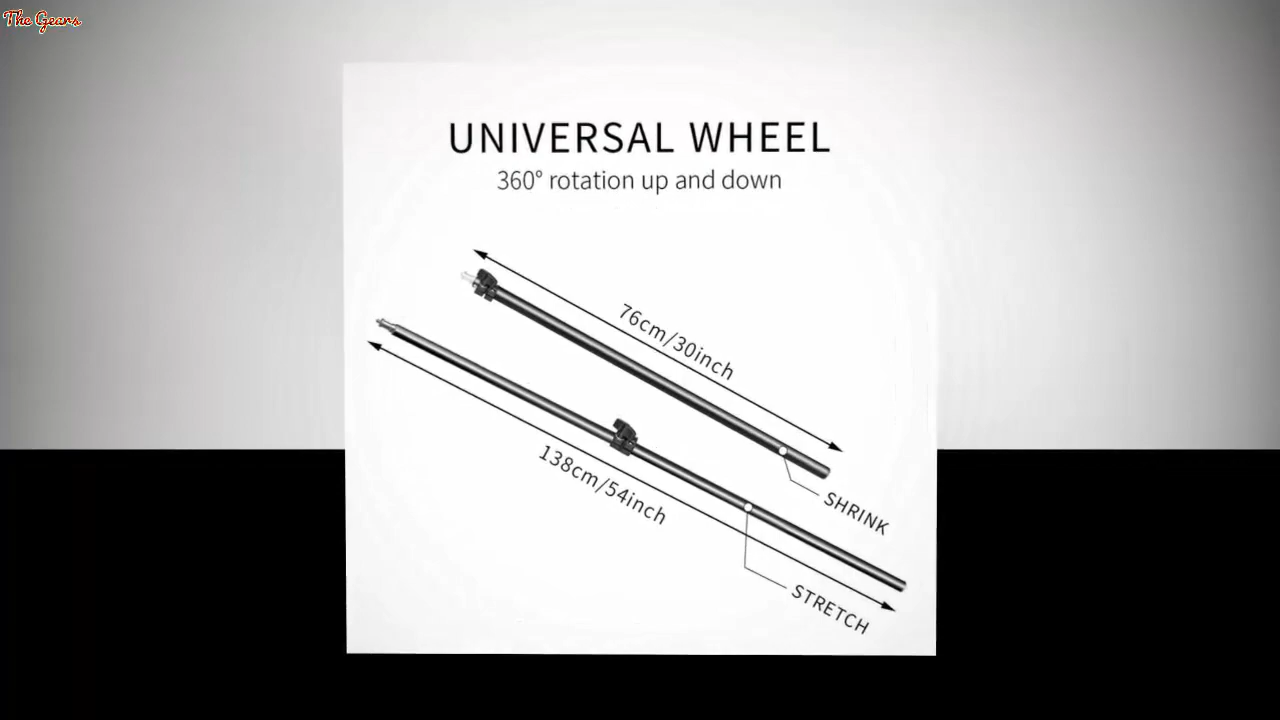 The Gears
UNIVERSAL WHEEL
360° rotation up and down
76cm/30inch
138cm/54inch
SHRINK
STRETCH